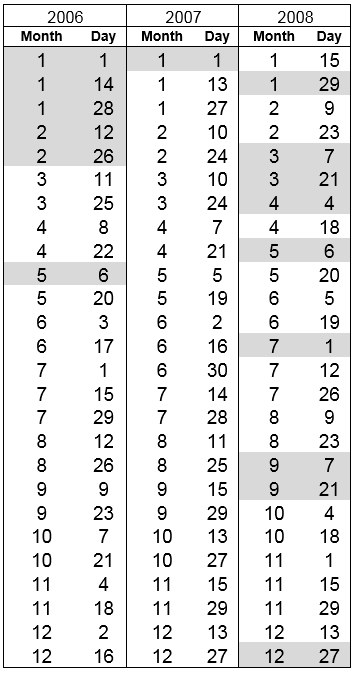 2006 2007 2008
Month Day Month Day Month Day
1 1 1 1 1 15
1 14 1 13 1 29
1 28 1 27 2 9
2 12 2 10 2 23
2 26 2 24 3 7
3 11 3 10 3 21
3 25 3 24 4 4
4 8 4 7 4 18
4 22 4 21 5 6
5 6 5 5 5 20
5 20 5 19 6 5
6 3 6 2 6 19
6 17 6 16 7 1
7 1 6 30 7 12
7 15 7 14 7 26
7 29 7 28 8 9
8 12 8 11 8 23
8 26 8 25 9 7
9 9 9 15 9 21
9 23 9 29 10 4
10 7 10 13 10 18
10 21 10 27 11 1
11 4 11 15 11 15
11 18 11 29 11 29
12 2 12 13 12 13
12 16 12 27 12 27